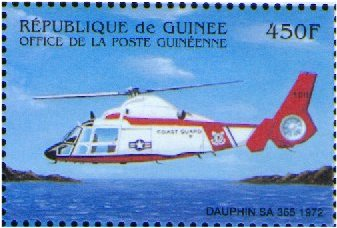 RÉPUBLIQUE de GUINEE
OFFICE DE LA POSTE GUINÉENNE
450F
COAST GUARD
DAUPHIN SA 365 1972